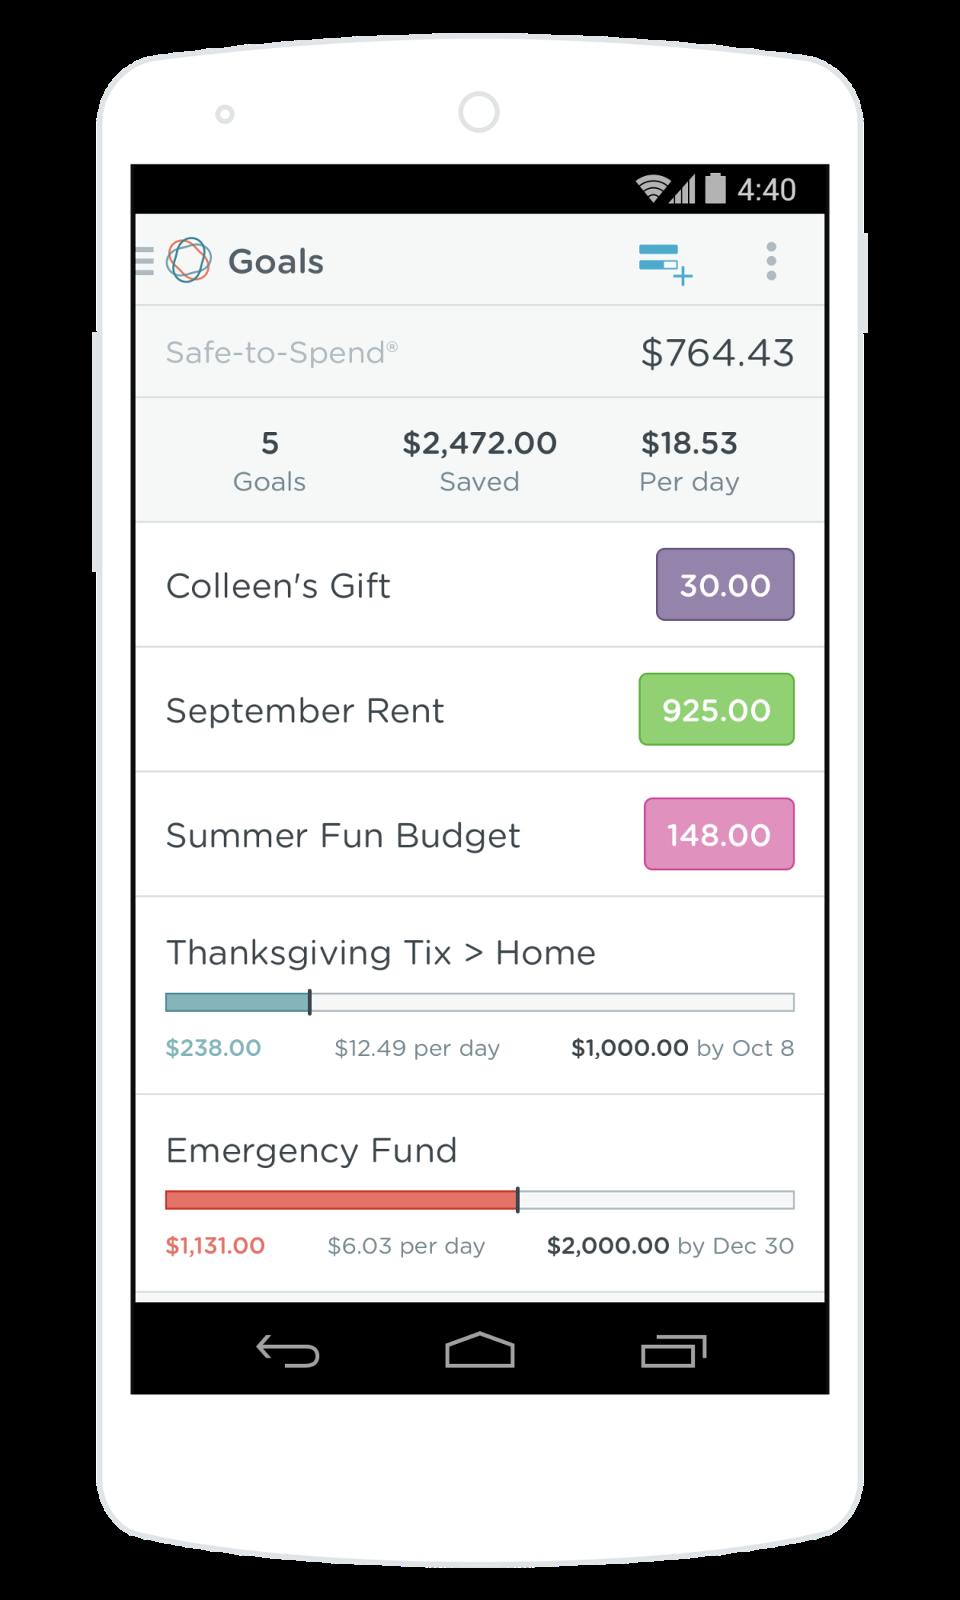 4:40
Goals
Safe-to-Spend® $764.43
5 $2,472.00 $18.53
Goals Saved Per day
Colleen's Gift 30.00
September Rent 925.00
Summer Fun Budget 148.00
Thanksgiving Tix > Home
$238.00 $12.49 per day $1,000.00 by Oct 8
Emergency Fund
$1,131.00 $6.03 per day $2,000.00 by Dec 30